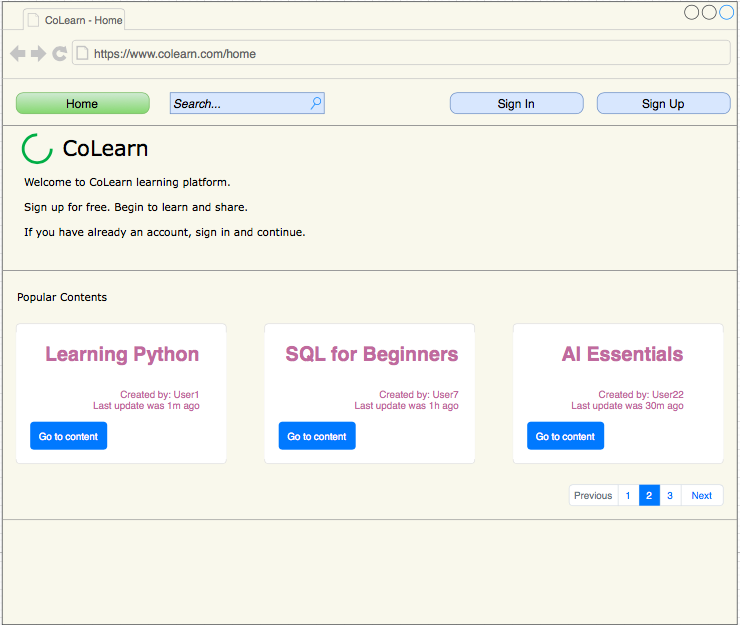 CoLearn - Home
https://www.colearn.com/home
Home
Search...
Sign In
Sign Up
CoLearn
Welcome to CoLearn learning platform.
Sign up for free. Begin to learn and share.
If you have already an account, sign in and continue.
Popular Contents
Learning Python
Created by: User1
Last update was 1m ago
Go to content
SQL for Beginners
Created by: User7
Last update was 1h ago
Go to content
AI Essentials
Created by: User22
Last update was 30m ago
Go to content
Previous 1 2 3 Next